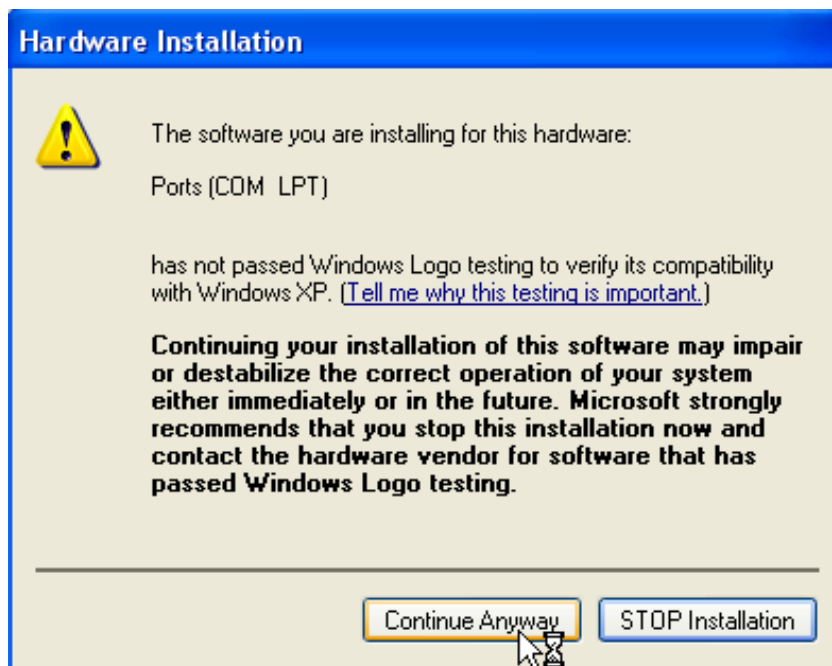 Hardware Installation
The software you are installing for this hardware:
Ports (COM LPT)
has not passed Windows Logo testing to verify its compatibility
with Windows XP. (Tell me why this testing is important.)
Continuing your installation of this software may impair
or destabilize the correct operation of your system
either immediately or in the future. Microsoft strongly
recommends that you stop this installation now and
contact the hardware vendor for software that has
passed Windows Logo testing.
Continue Anyway
STOP Installation